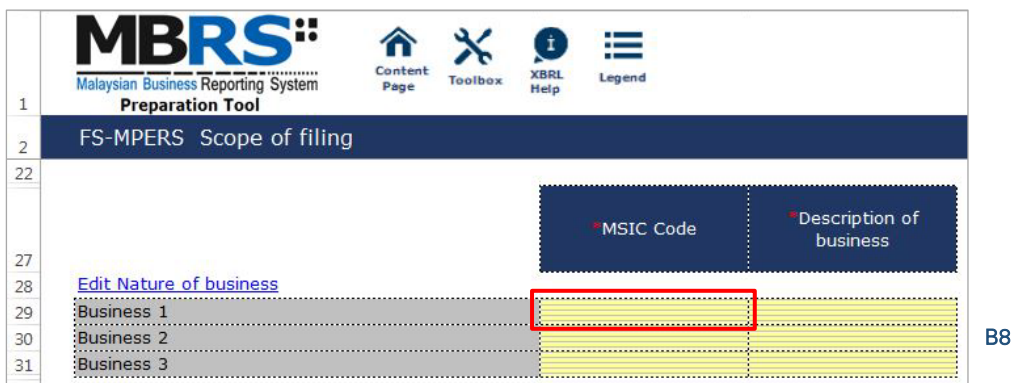 MBRS
Malaysian Business Reporting System
Preparation Tool
Content Page
Toolbox
XBRL Help
Legend
1
2 FS-MPERS Scope of filing
22
27 *MSIC Code *Description of business
28 Edit Nature of business
29 Business 1
30 Business 2 B8
31 Business 3